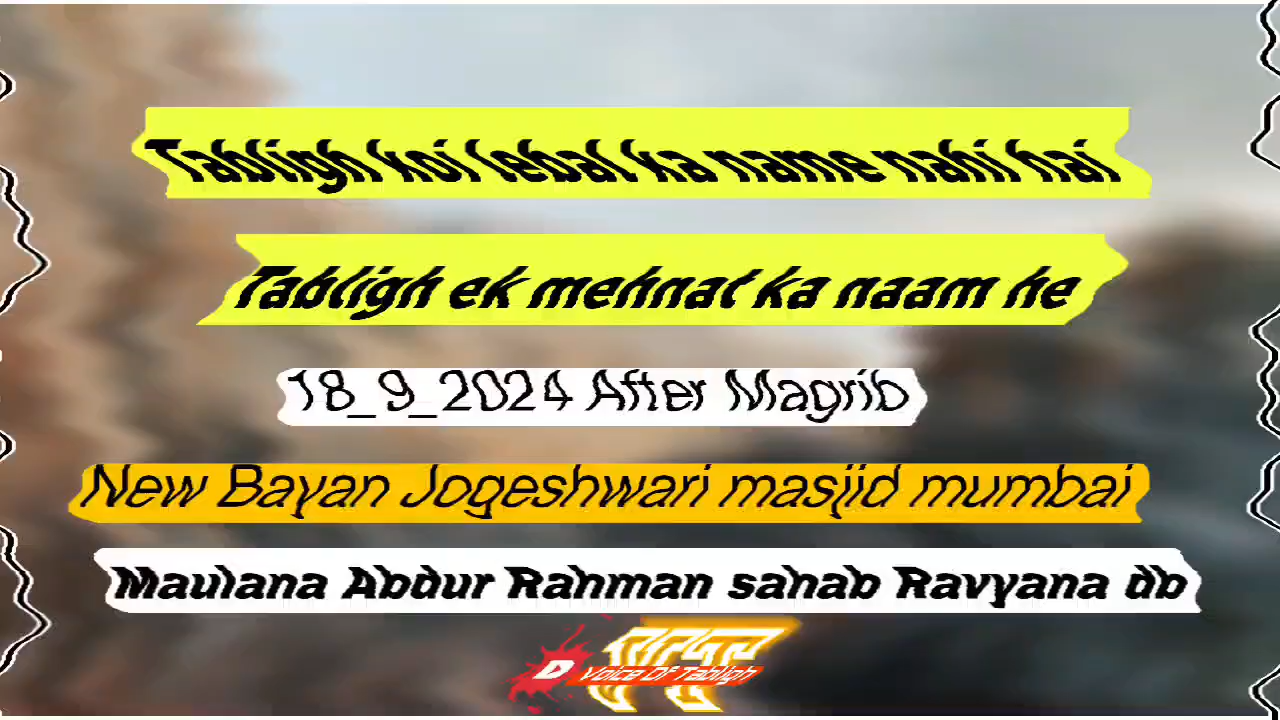 Tabligh koi lebal ka name nahi hai
Tabligh ek mehnat ka naam he
18_9_2024 After Magrib
New Bayan Jogeshwari masjid mumbai
Maulana Abdur Rahman sahab Ravyana db
D Voice Of Tabligh